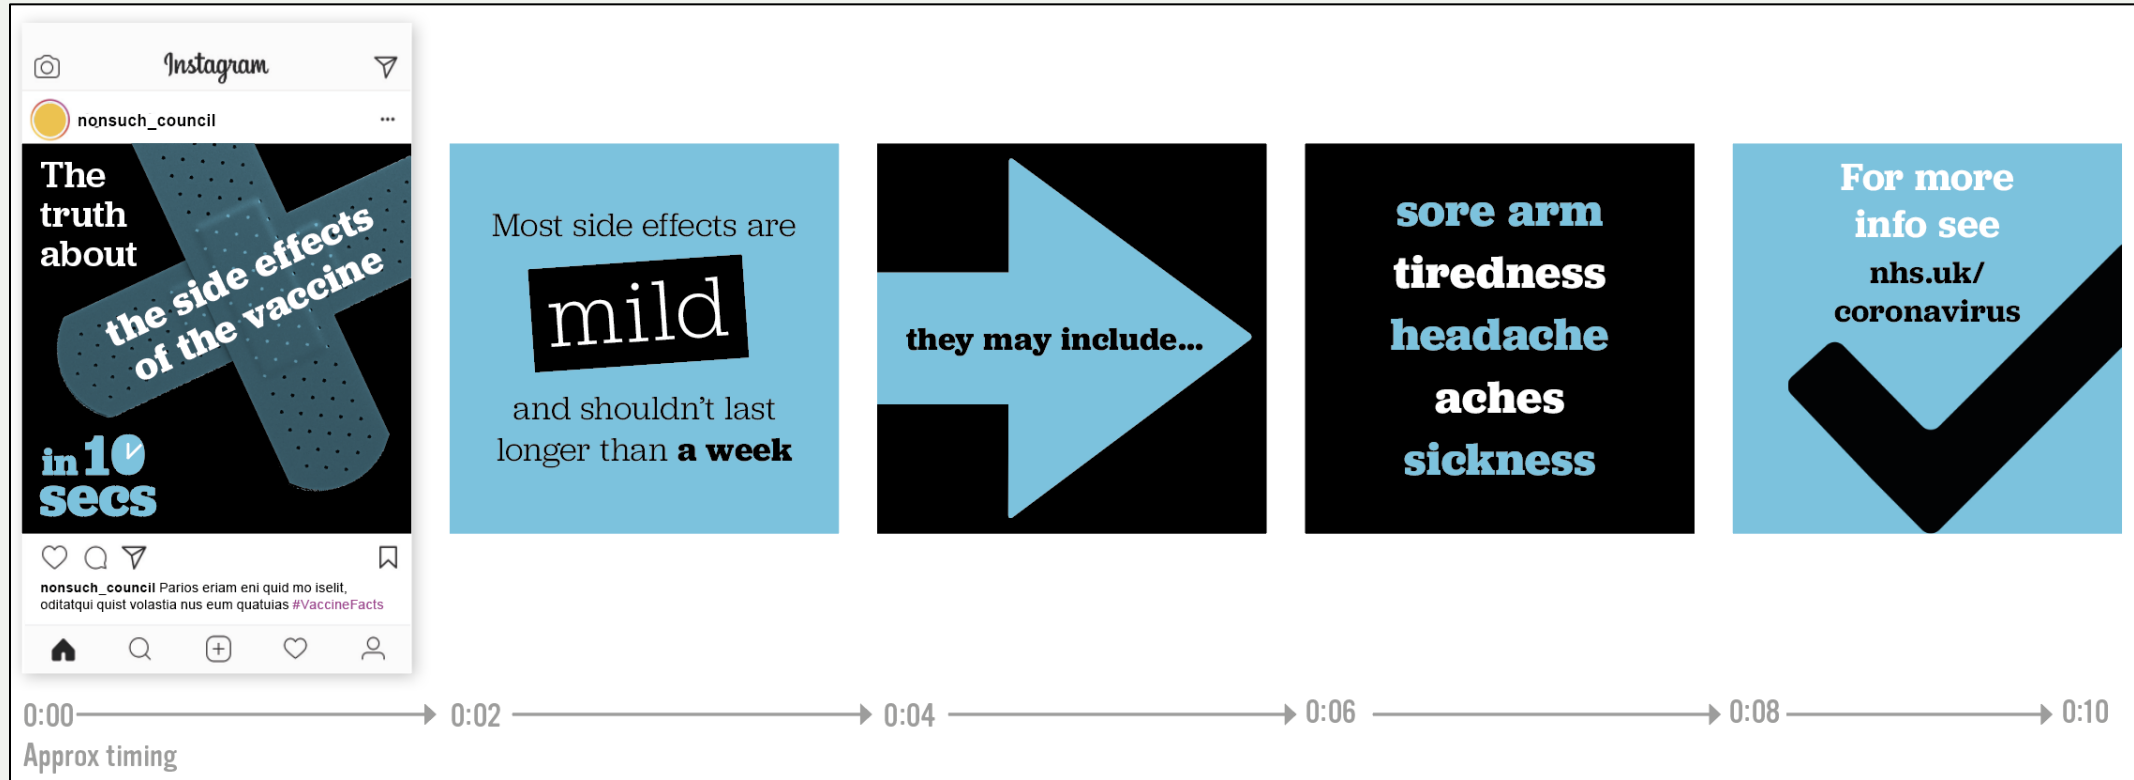 Instagram
nonsuch_council
The
truth
about
the side effects
of the vaccine
in 10
secs
nonsuch_council Parios eriam eni quid mo iselit,
oditatqui quist volastia nus eum quatuias #VaccineFacts
Most side effects are
mild
and shouldn't last
longer than a week
they may include...
sore arm
tiredness
headache
aches
sickness
For more
info see
nhs.uk/
coronavirus
0:00 0:02 0:04 0:06 0:08 0:10
Approx timing